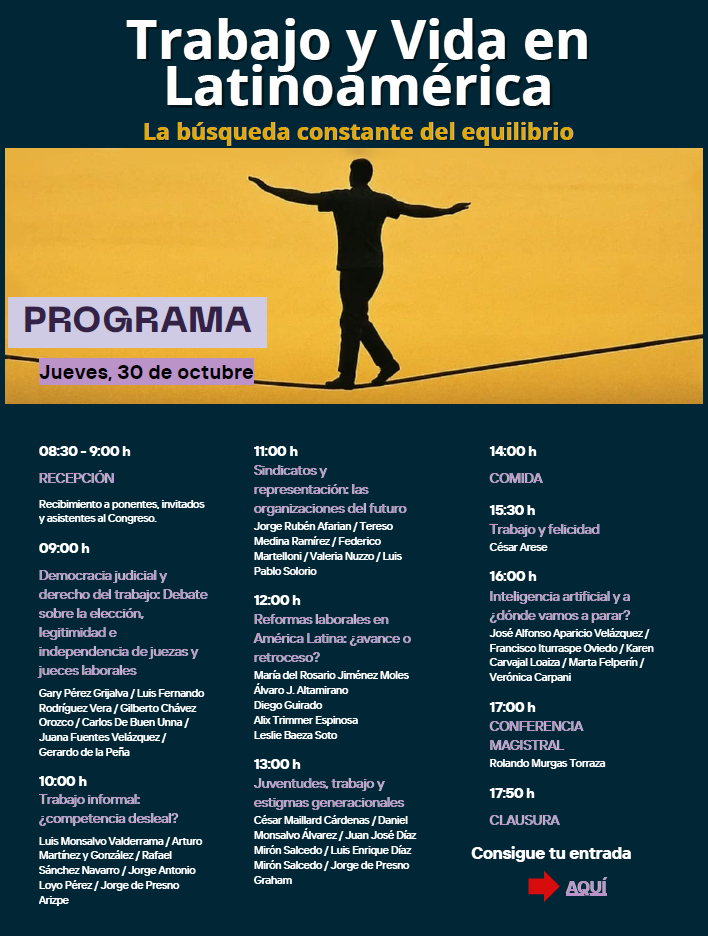 Trabajo y Vida en
Latinoamérica
La búsqueda constante del equilibrio
PROGRAMA
Jueves, 30 de octubre
08:30 - 9:00 h
RECEPCIÓN
Recibimiento a ponentes, invitados
y asistentes al Congreso.
09:00 h
Democracia judicial y
derecho del trabajo: Debate
sobre la elección,
legitimidad e
independencia de juezas y
jueces laborales
Gary Pérez Grijalva / Luis Fernando
Rodríguez Vera / Gilberto Chávez
Orozco / Carlos De Buen Unna /
Juana Fuentes Velázquez /
Gerardo de la Peña
10:00 h
Trabajo informal:
¿competencia desleal?
Luis Monsalvo Valderrama / Arturo
Martínez y González / Rafael
Sánchez Navarro / Jorge Antonio
Loyo Pérez / Jorge de Presno
Arizpe
11:00 h
Sindicatos y
representación: las
organizaciones del futuro
Jorge Rubén Afarian / Tereso
Medina Ramírez / Federico
Martelloni / Valeria Nuzzo / Luis
Pablo Solorio
12:00 h
Reformas laborales en
América Latina: ¿avance o
retroceso?
María del Rosario Jiménez Moles
Álvaro J. Altamirano
Diego Guirado
Alix Trimmer Espinosa
Leslie Baeza Soto
13:00 h
Juventudes, trabajo y
estigmas generacionales
César Maillard Cárdenas / Daniel
Monsalvo Álvarez / Juan José Díaz
Mirón Salcedo / Luis Enrique Díaz
Mirón Salcedo / Jorge de Presno
Graham
14:00 h
COMIDA
15:30 h
Trabajo y felicidad
César Arese
16:00 h
Inteligencia artificial y a
¿dónde vamos a parar?
José Alfonso Aparicio Velázquez /
Francisco Iturraspe Oviedo / Karen
Carvajal Loaiza / Marta Felperín /
Verónica Carpani
17:00 h
CONFERENCIA
MAGISTRAL
Rolando Murgas Torraza
17:50 h
CLAUSURA
Consigue tu entrada
AQUÍ